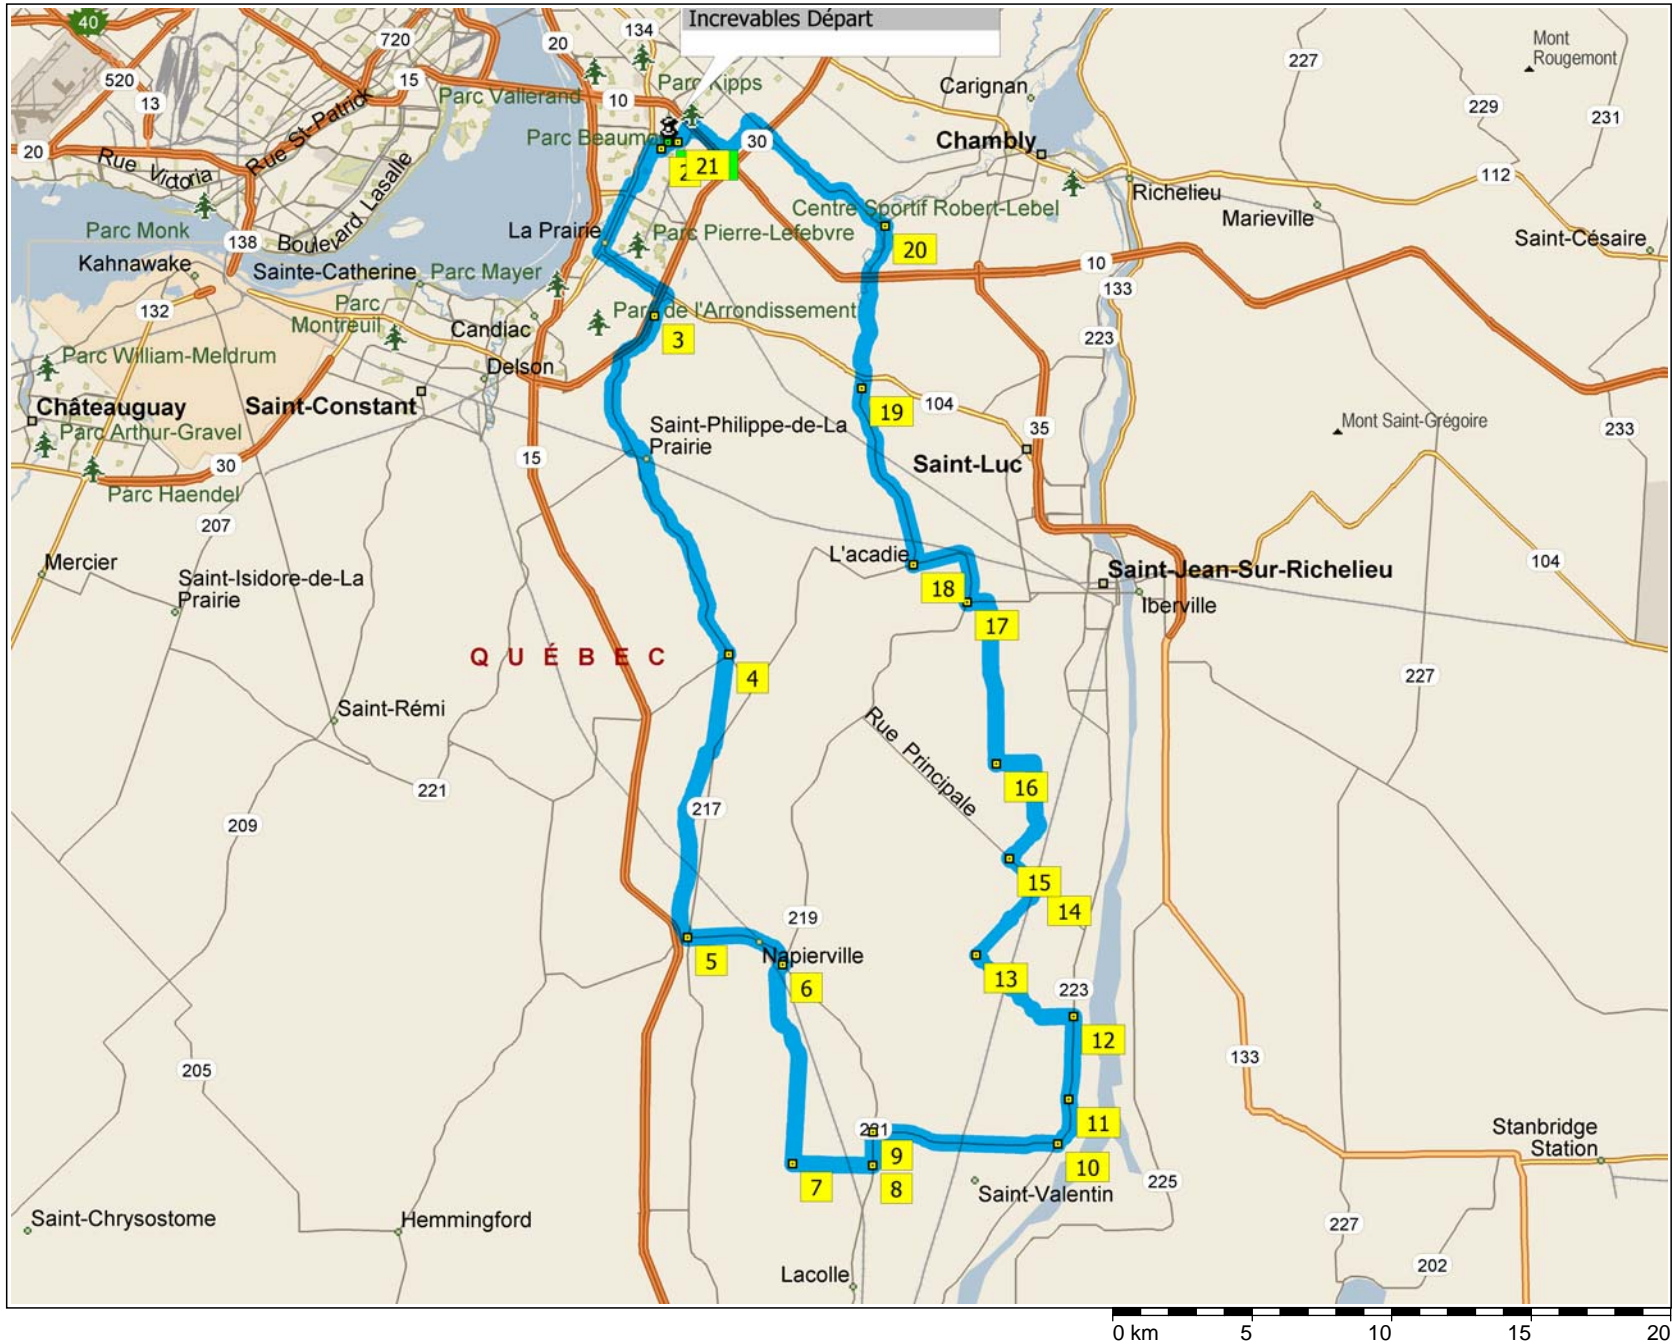 Increvables Départ
40
720
20
134
Mont
Rougemont
227
520
15
Parc Kipps
Carignan
13
Parc Vallerand
10
229
231
Rue St-Patrick
Chambly
20
Rue Victoria
Parc
30
21
112
Boulevard Lasalle
Richelieu
Centre Sportif Robert-Lebel
Marieville
Parc Monk
La Prairie
Parc Pierre-Lefebvre
138
Saint-Césaire
20
Kahnawake
Sainte-Catherine
Parc Mayer
10
133
132
Parc
Montreuil
Candiac
Parc de l'Arrondissement
3
223
Parc William-Meldrum
Delson
Châteauguay
Saint-Constant
19
104
Mont Saint-Grégoire
Parc Arthur-Gravel
Saint-Philippe-de-La
Prairie
35
233
30
15
Saint-Luc
Parc Haendel
207
Mercier
L'acadie
104
Saint-Isidore-de-La
Prairie
Saint-Jean-Sur-Richelieu
18
Iberville
17
QUÉBEC
4
227
Saint-Rémi
Rue Principale
221
16
217
209
15
14
219
Napierville
5
6
13
223
12
133
205
11
Stanbridge
Station
9
10
7
8
Saint-Valentin
225
Saint-Chrysostome
Hemmingford
227
202
Lacolle
0 km 5 10 15 20